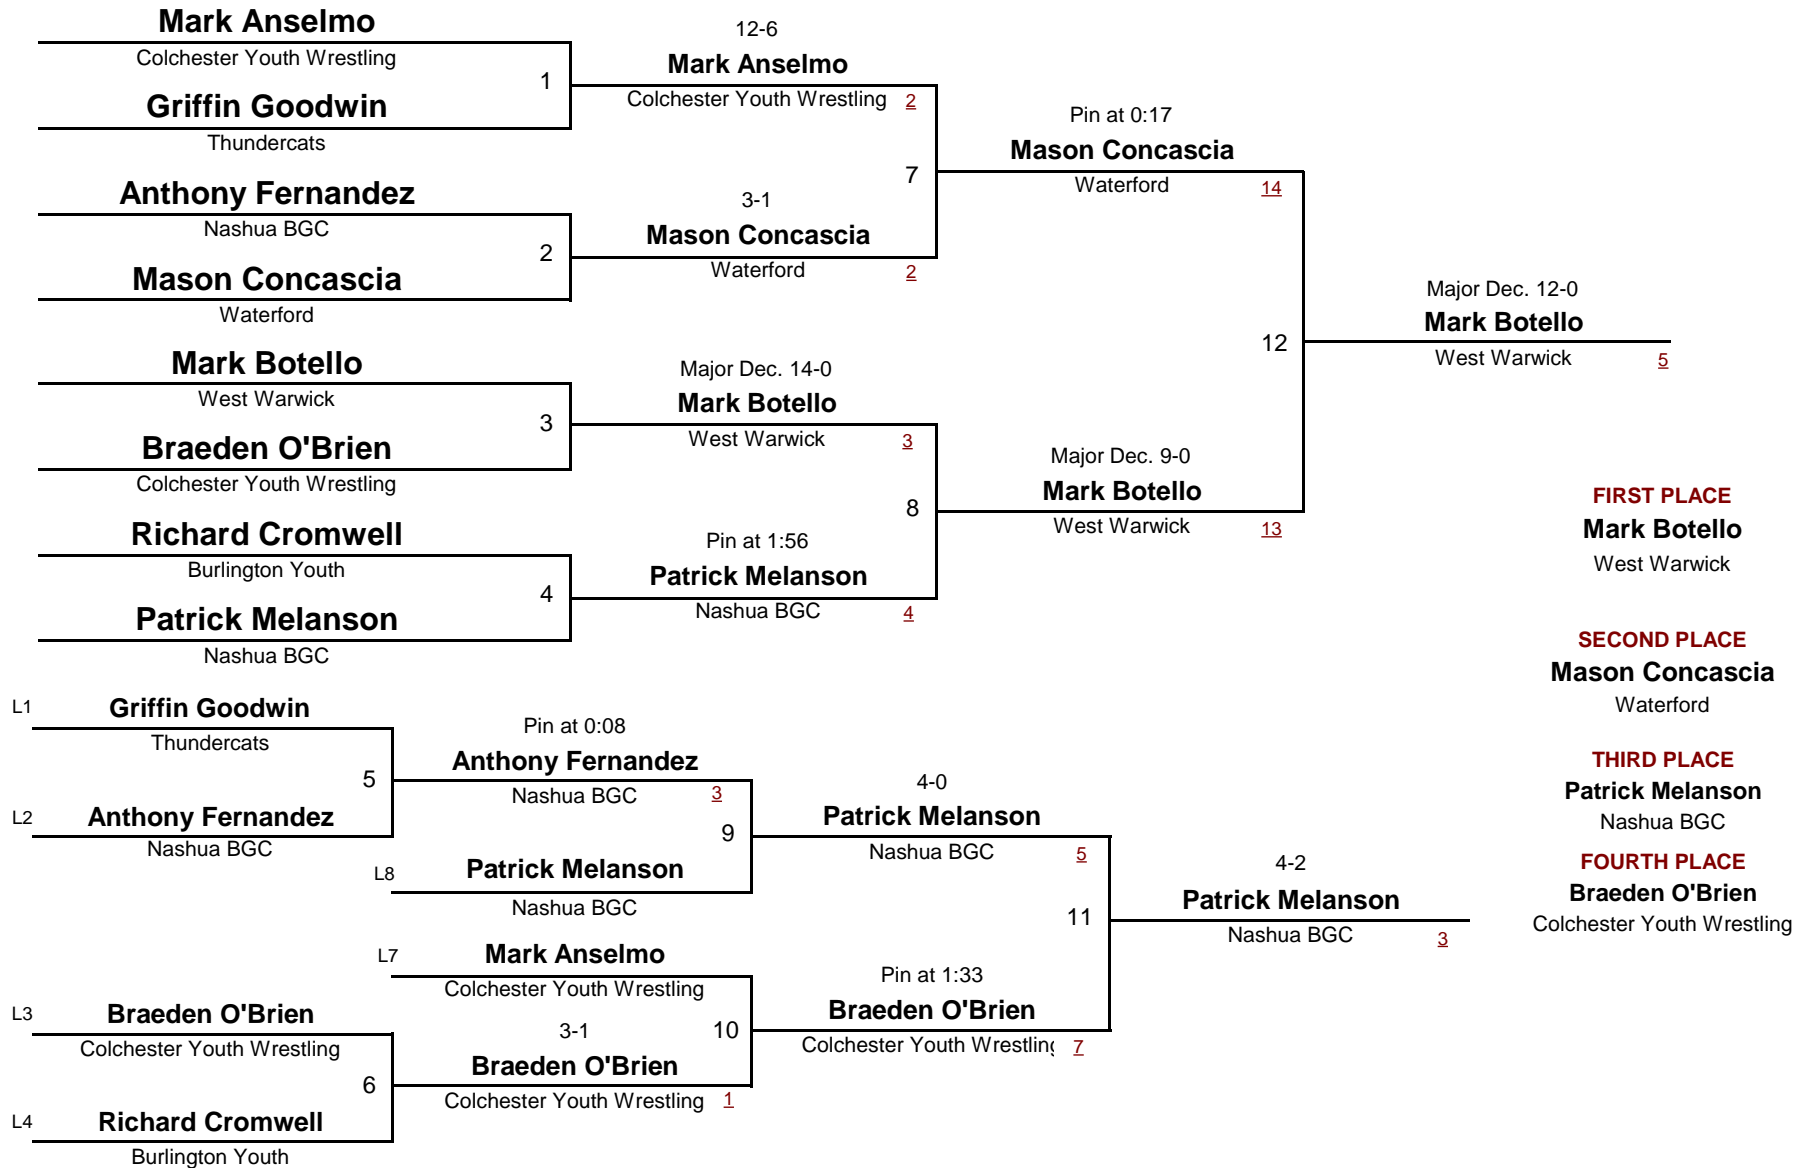 Mark Anselmo
Colchester Youth Wrestling
1
Griffin Goodwin
Thundercats
Anthony Fernandez
Nashua BGC
2
Mason Concascia
Waterford
Mark Botello
West Warwick
3
Braeden O'Brien
Colchester Youth Wrestling
Richard Cromwell
Burlington Youth
4
Patrick Melanson
Nashua BGC
12-6
Mark Anselmo
Colchester Youth Wrestling 2
7
3-1
Mason Concascia
Waterford 2
Major Dec. 14-0
Mark Botello
West Warwick 3
8
Pin at 1:56
Patrick Melanson
Nashua BGC 4
Pin at 0:17
Mason Concascia
Waterford 14
12
Major Dec. 9-0
Mark Botello
West Warwick 13
Major Dec. 12-0
Mark Botello
West Warwick 5
FIRST PLACE
Mark Botello
West Warwick
SECOND PLACE
Mason Concascia
Waterford
THIRD PLACE
Patrick Melanson
Nashua BGC
FOURTH PLACE
Braeden O'Brien
Colchester Youth Wrestling
L1 Griffin Goodwin
Thundercats
5
L2 Anthony Fernandez
Nashua BGC
L3 Braeden O'Brien
Colchester Youth Wrestling
6
L4 Richard Cromwell
Burlington Youth
Pin at 0:08
Anthony Fernandez
Nashua BGC 3
9
L8 Patrick Melanson
Nashua BGC
L7 Mark Anselmo
Colchester Youth Wrestling
10
3-1
Braeden O'Brien
Colchester Youth Wrestling 1
4-0
Patrick Melanson
Nashua BGC 5
11
Pin at 1:33
Braeden O'Brien
Colchester Youth Wrestling 7
4-2
Patrick Melanson
Nashua BGC 3